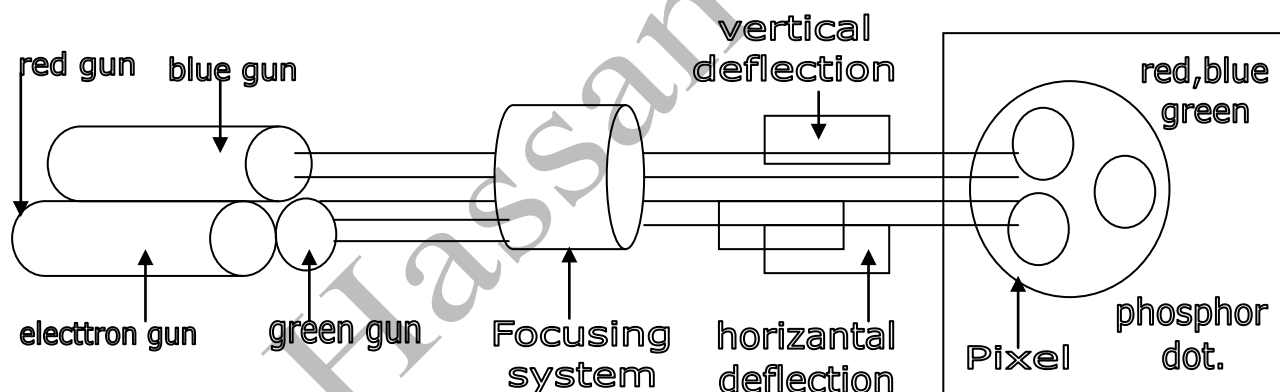 red gun
blue gun
vertical
deflection
red,blue
green
electtron gun
green gun
Focusing
system
horizantal
deflection
Pixel
phosphor
dot.
Hassan